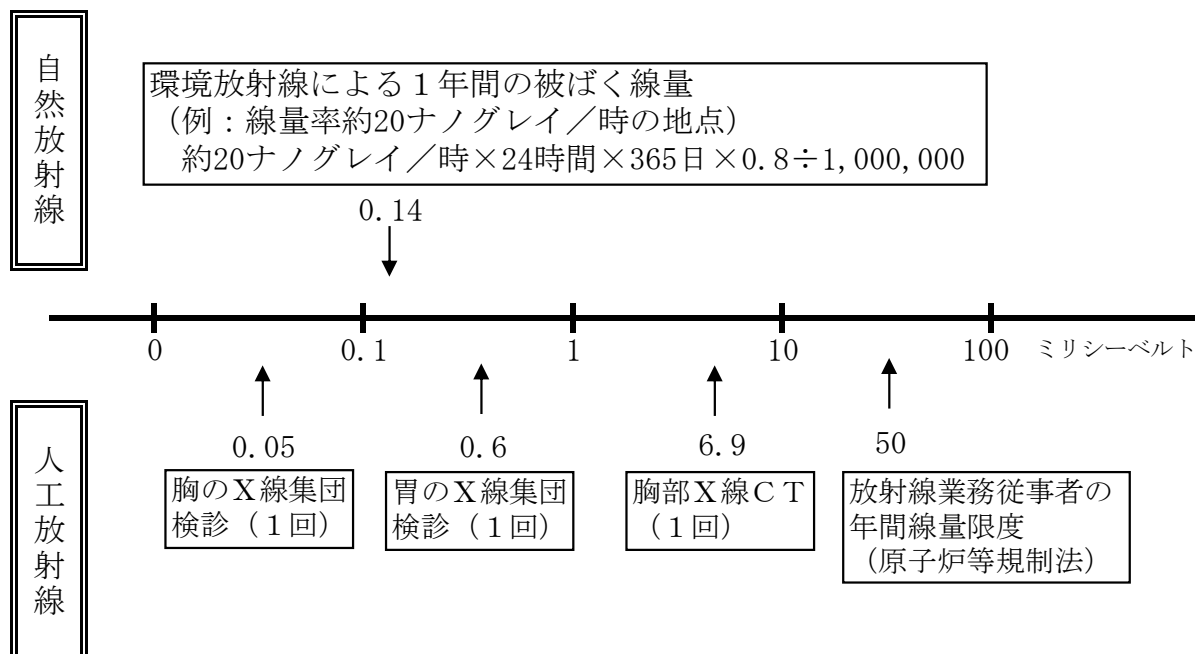 自然放射線
環境放射線による１年間の被ばく線量
（例：線量率約20ナノグレイ／時の地点）
約20ナノグレイ／時×24時間×365日×0.8÷1,000,000
0.14
0 0.1 1 10 100 ミリシーベルト
人工放射線
0.05 0.6 6.9 50
胸のＸ線集団
検診（１回）
胃のＸ線集団
検診（１回）
胸部Ｘ線ＣＴ
（１回）
放射線業務従事者の
年間線量限度
（原子炉等規制法）